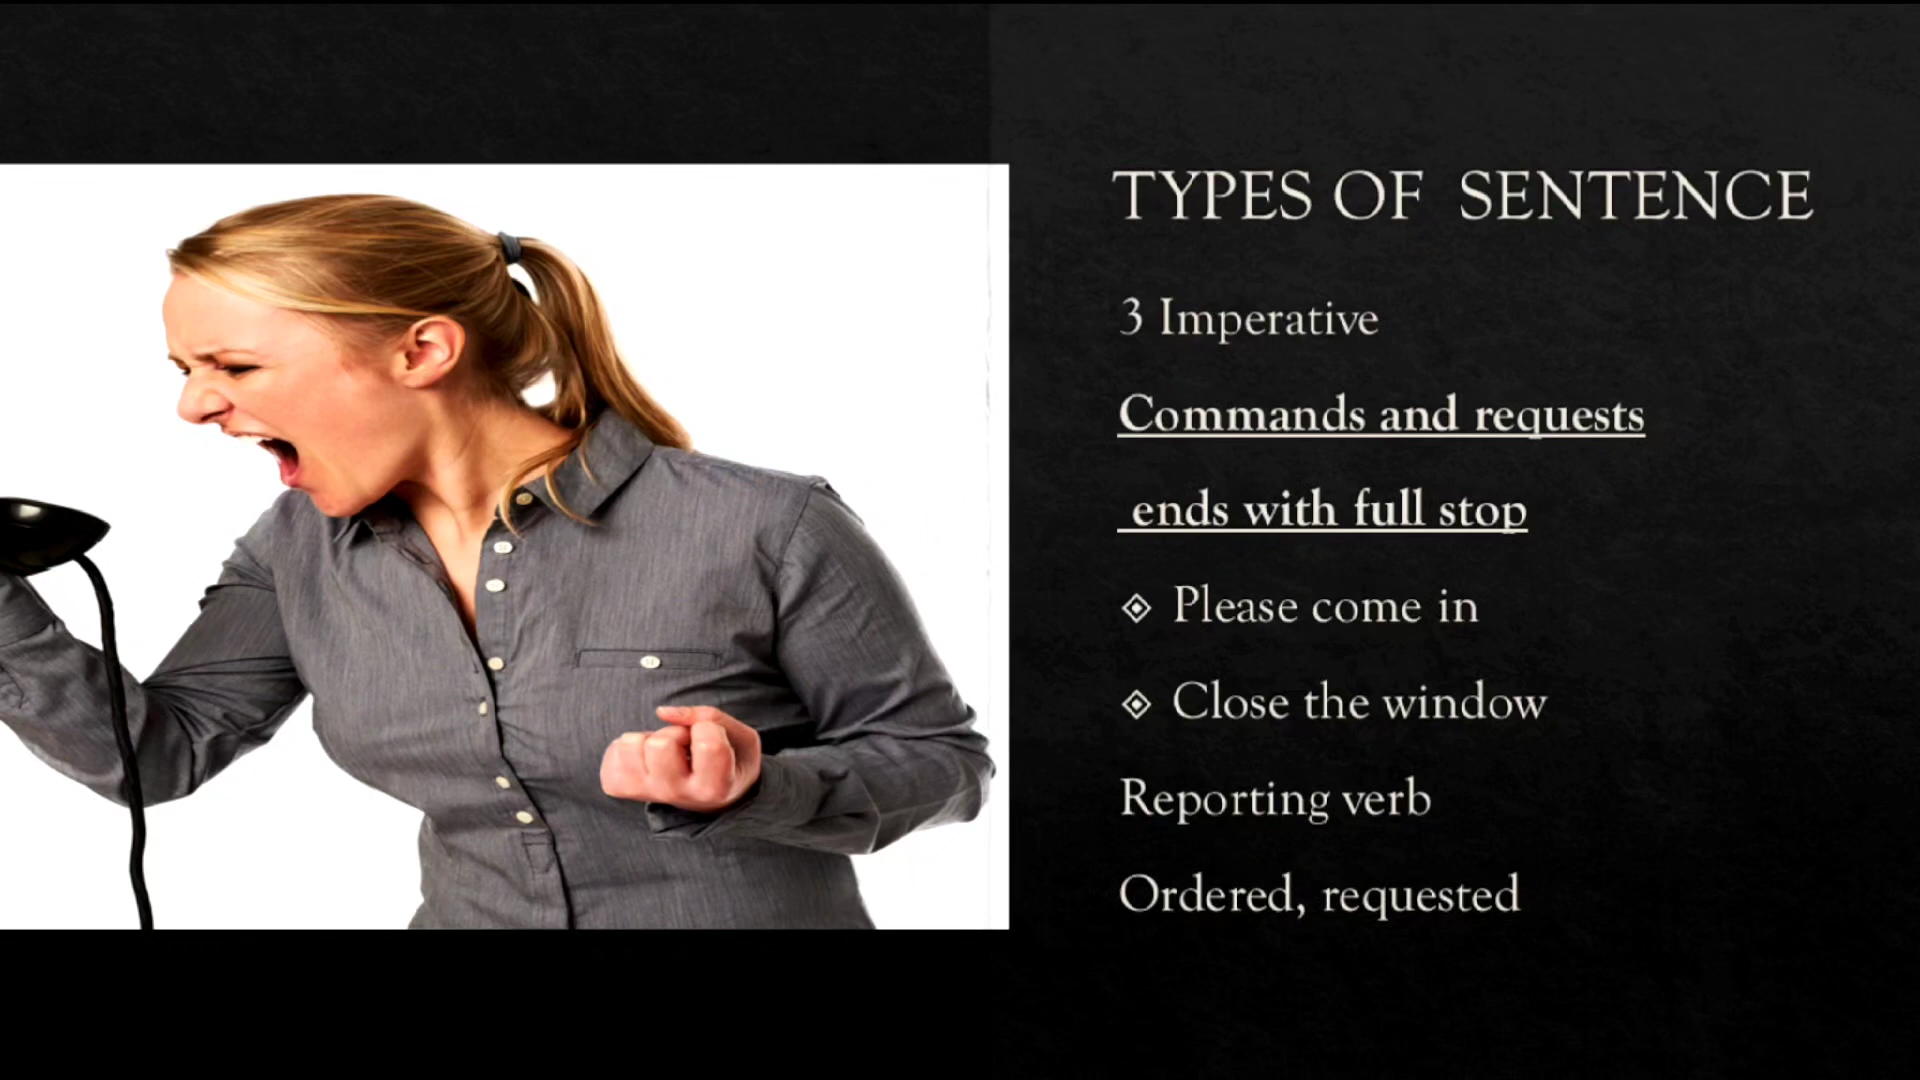 TYPES OF SENTENCE
3 Imperative
Commands and requests
ends with full stop
Please come in
Close the window
Reporting verb
Ordered, requested